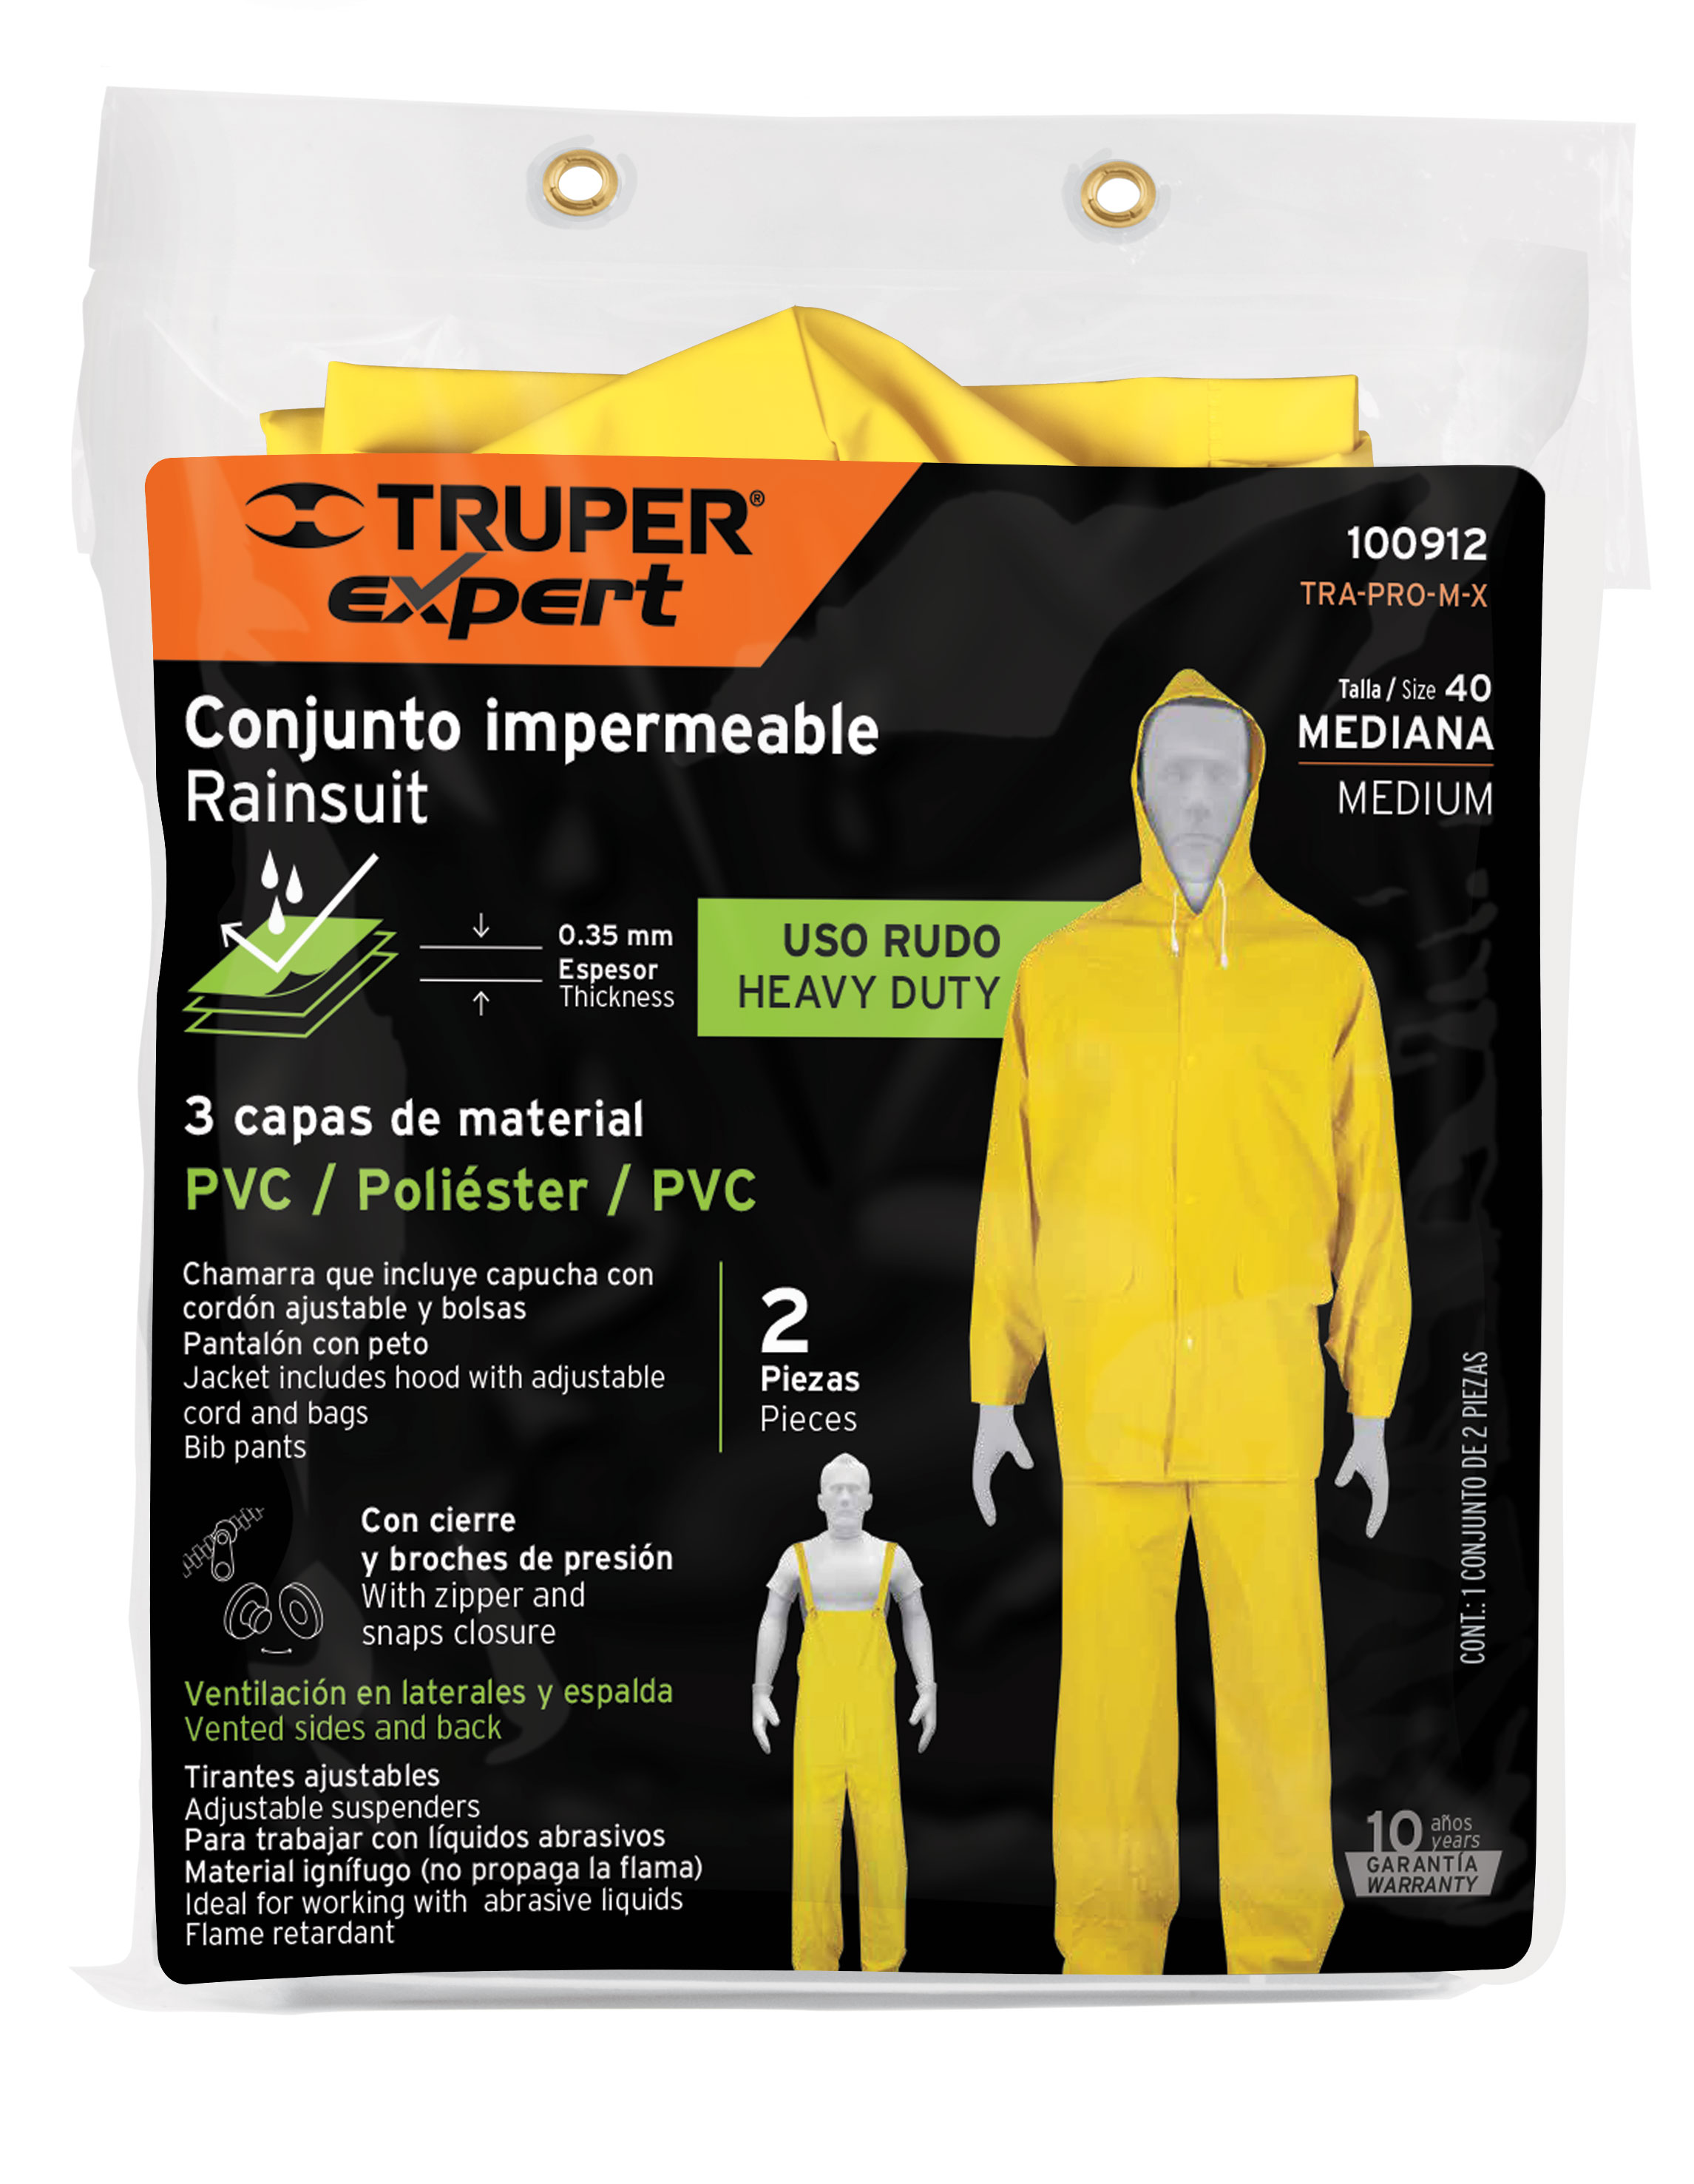 TRUPER®
expert
100912
TRA-PRO-M-X
Talla / Size 40
MEDIANA
MEDIUM
Conjunto impermeable
Rainsuit
0.35 mm
Espesor
Thickness
USO RUDO
HEAVY DUTY
3 capas de material
PVC / Poliéster / PVC
Chamarra que incluye capucha con
cordón ajustable y bolsas
Pantalón con peto
Jacket includes hood with adjustable
cord and bags
Bib pants
2
Piezas
Pieces
Con cierre
y broches de presión
With zipper and
snaps closure
Ventilación en laterales y espalda
Vented sides and back
Tirantes ajustables
Adjustable suspenders
Para trabajar con líquidos abrasivos
Material ignífugo (no propaga la flama)
Ideal for working with abrasive liquids
Flame retardant
CONT.: 1 CONJUNTO DE 2 PIEZAS
10 años
years
GARANTÍA
WARRANTY